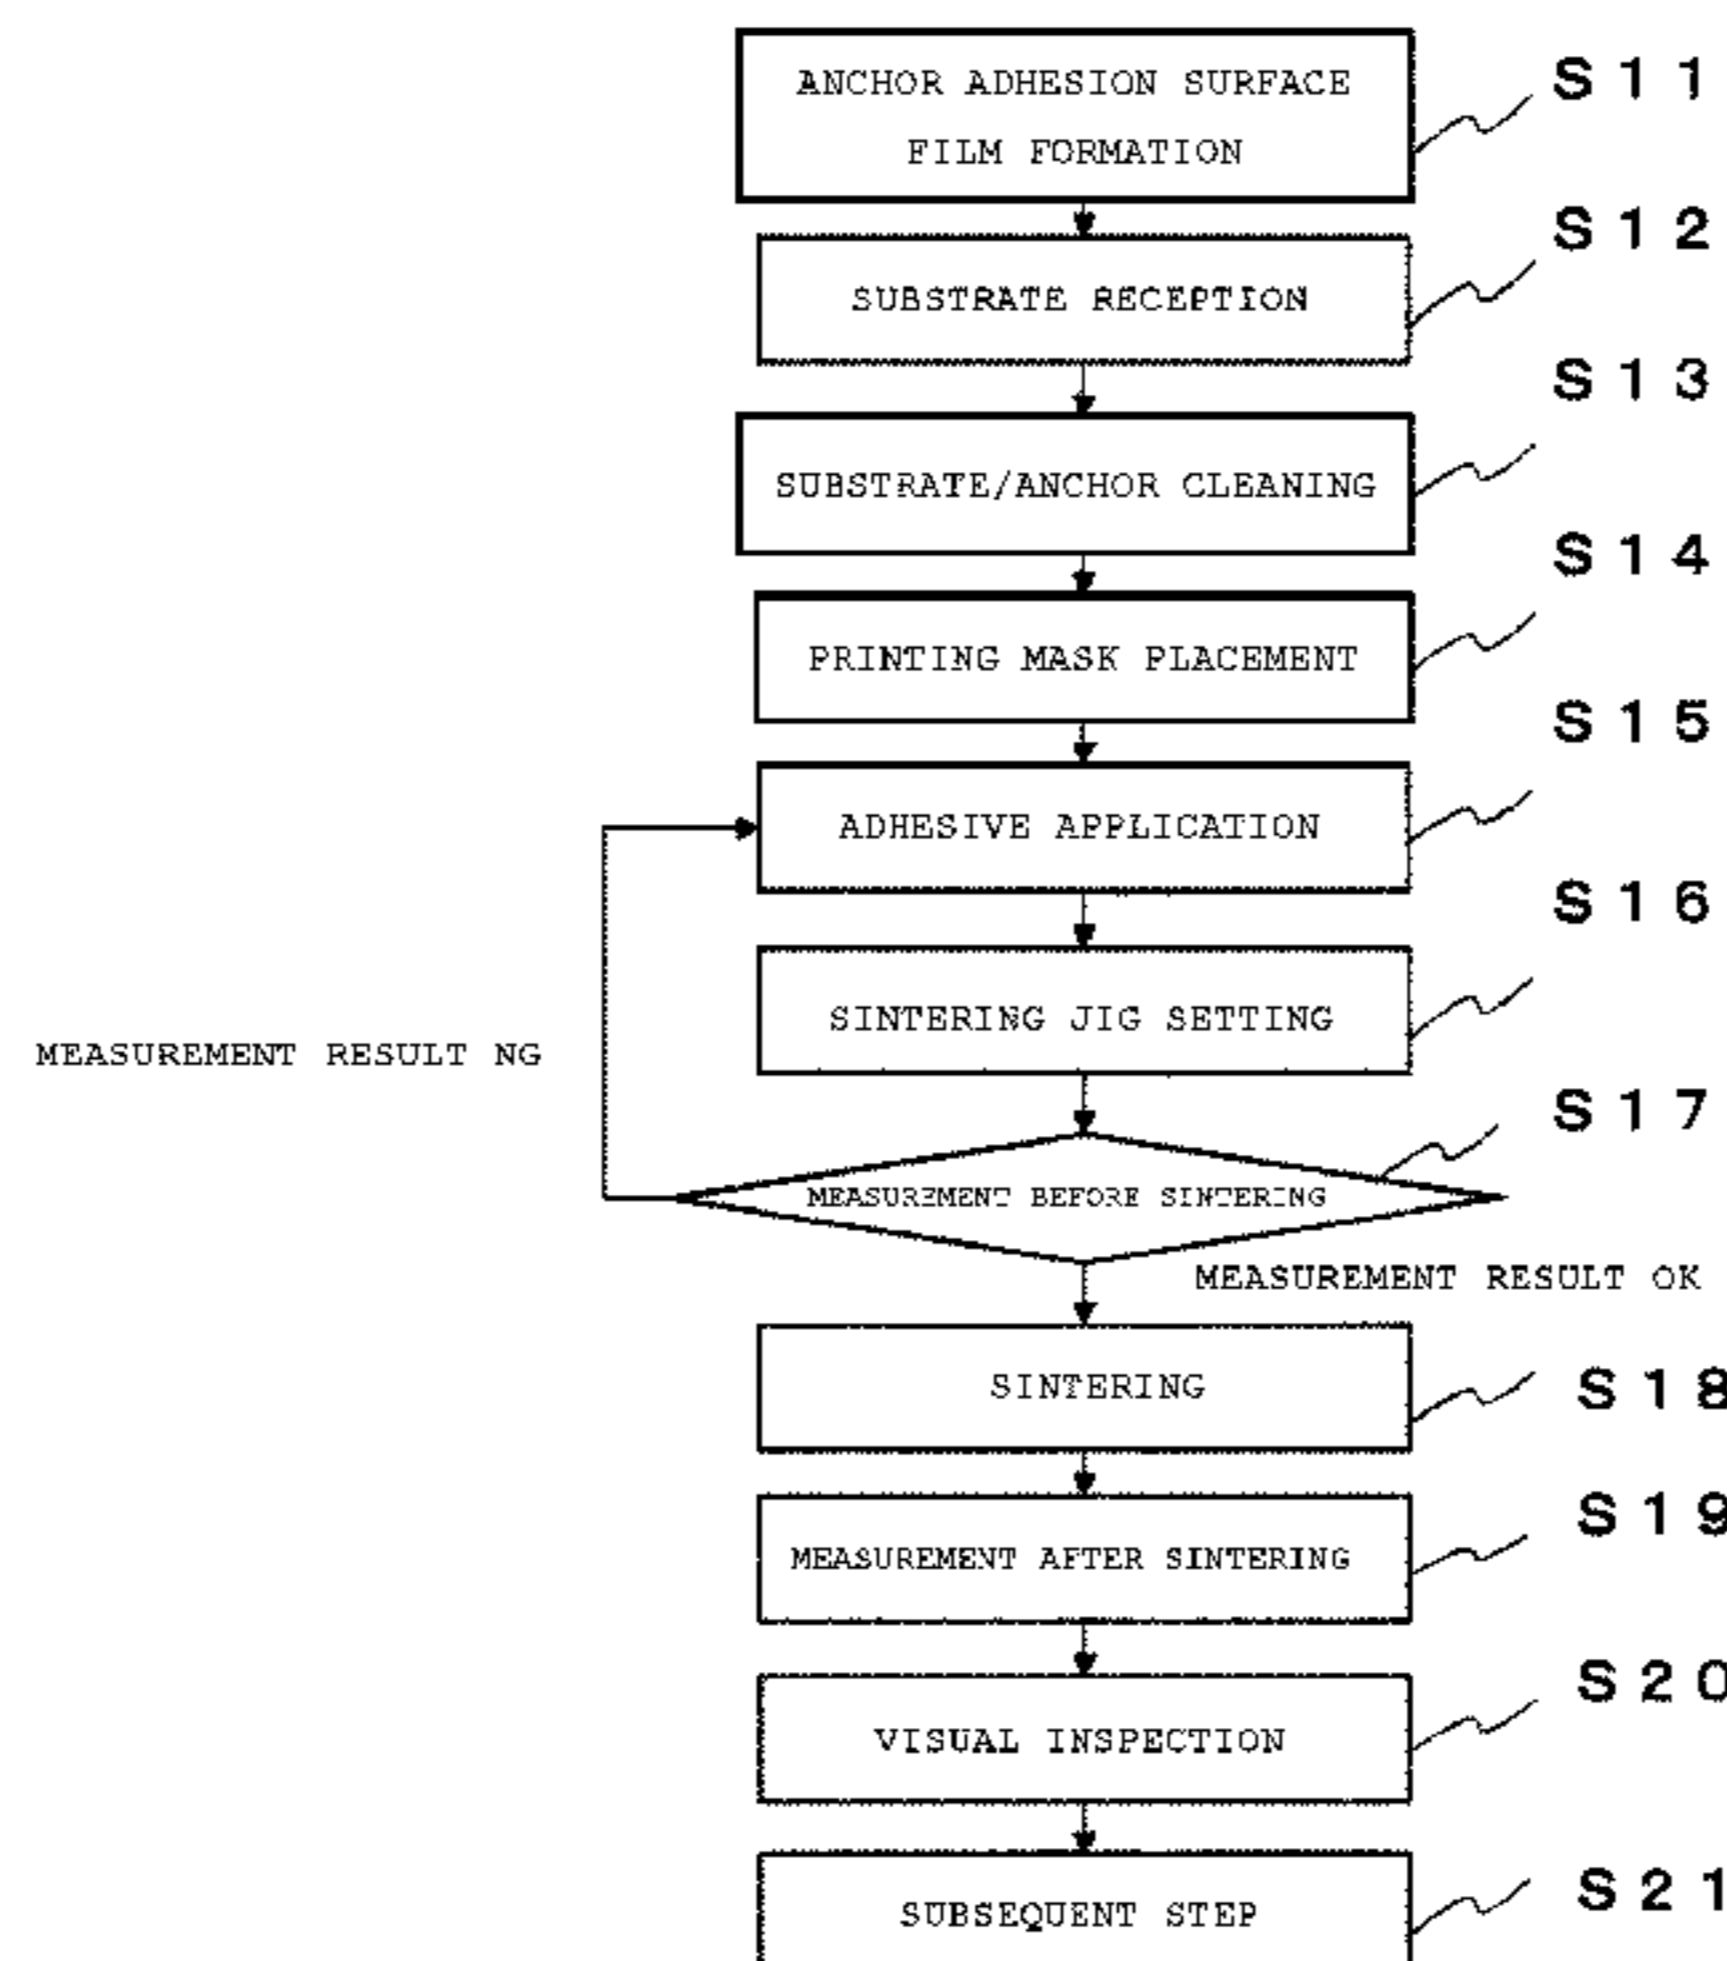 ANCHOR ADHESION SURFACE
FILM FORMATION
S11
SUBSTRATE RECEPTION
S12
SUBSTRATE/ANCHOR CLEANING
S13
PRINTING MASK PLACEMENT
S14
ADHESIVE APPLICATION
S15
SINTERING JIG SETTING
S16
MEASUREMENT RESULT NG
MEASUREMENT BEFORE SINTERING
S17
MEASUREMENT RESULT OK
SINTERING
S18
MEASUREMENT AFTER SINTERING
S19
VISUAL INSPECTION
S20
SUBSEQUENT STEP
S21